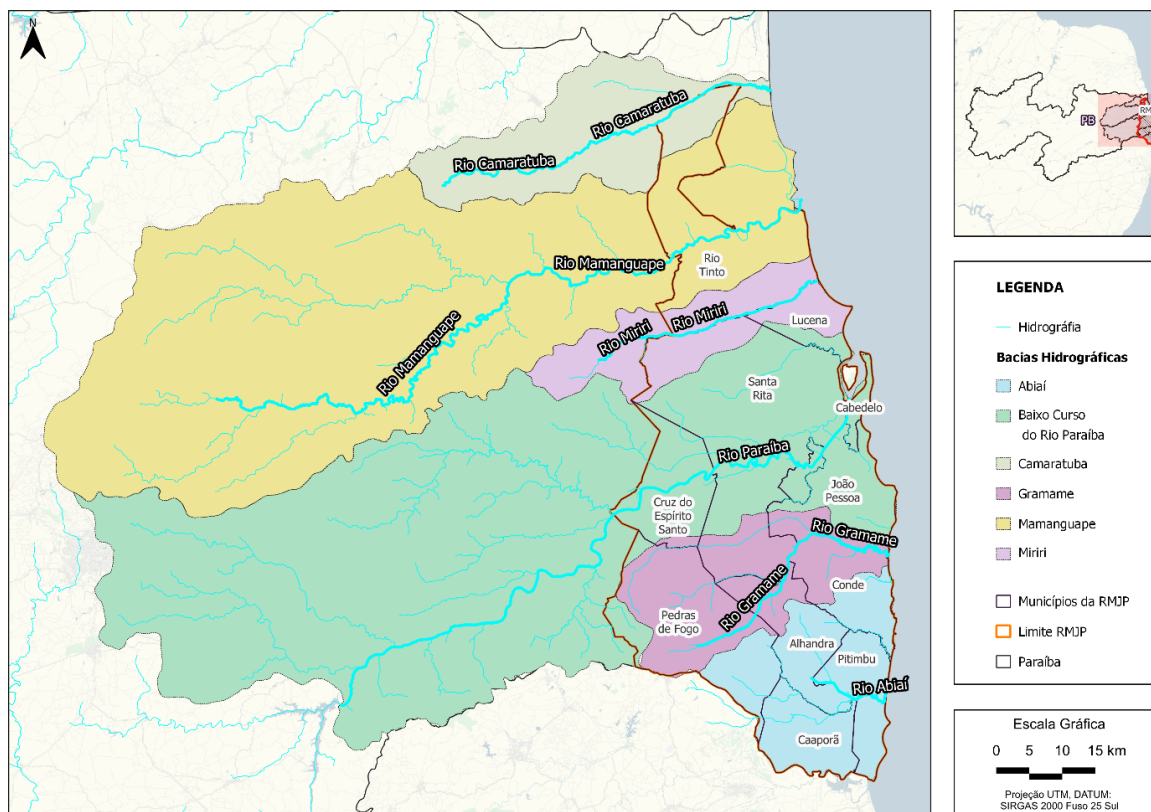 N
Rio Camaratuba
Rio Camaratuba
Rio Mamanguape
Rio
Tinto
Rio Mamanguape
Rio Miriri
Rio Miriri
Lucena
Santa
Rita
Cabedelo
Rio Paraíba
João
Pessoa
Cruz do
Espírito
Santo
Rio Gramame
Rio Gramame
Conde
Pedras
de Fogo
Alhandra
Pitimbu
Rio Abiaí
Caaporã
PB
RM
LEGENDA
Hidrográfia
Bacias Hidrográficas
Abiaí
Baixo Curso
do Rio Paraíba
Camaratuba
Gramame
Mamanguape
Miriri
Municípios da RMJP
Limite RMJP
Paraíba
Escala Gráfica
0 5 10 15 km
Projeção UTM, DATUM:
SIRGAS 2000 Fuso 25 Sul